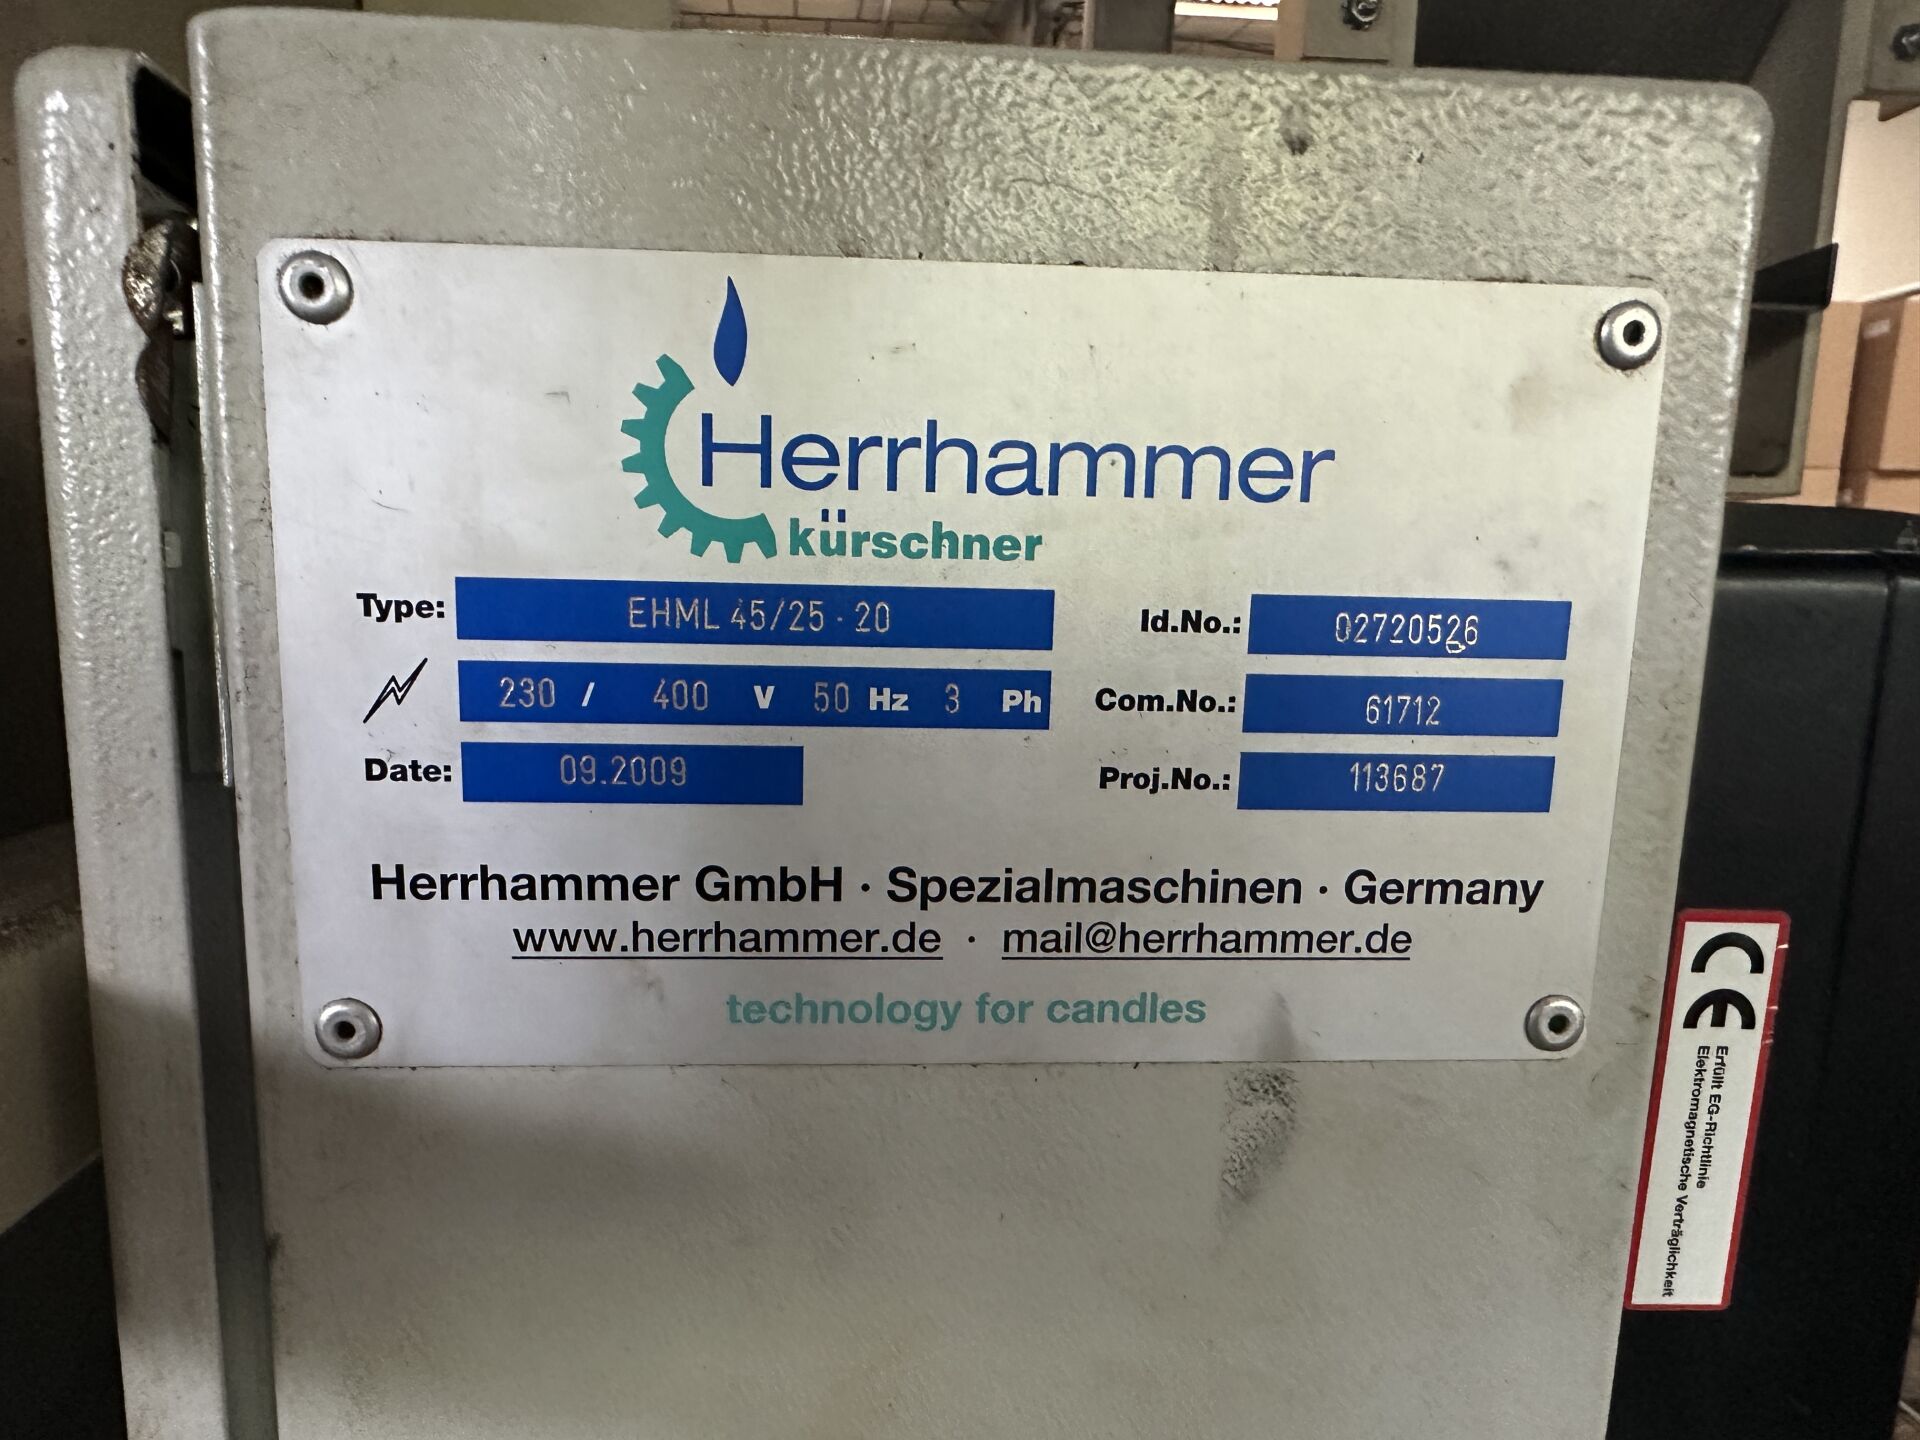 Herrhammer
kürschner
Type: EHML 45/25 - 20
230 / 400 V 50 Hz 3 Ph
Date: 09.2009
Id.No.: 02720526
Com.No.: 61712
Proj.No.: 113687
Herrhammer GmbH · Spezialmaschinen · Germany
www.herrhammer.de · mail@herrhammer.de
technology for candles
CE
Erfüllt EG-Richtlinie
Elektromagnetische Verträglichkeit